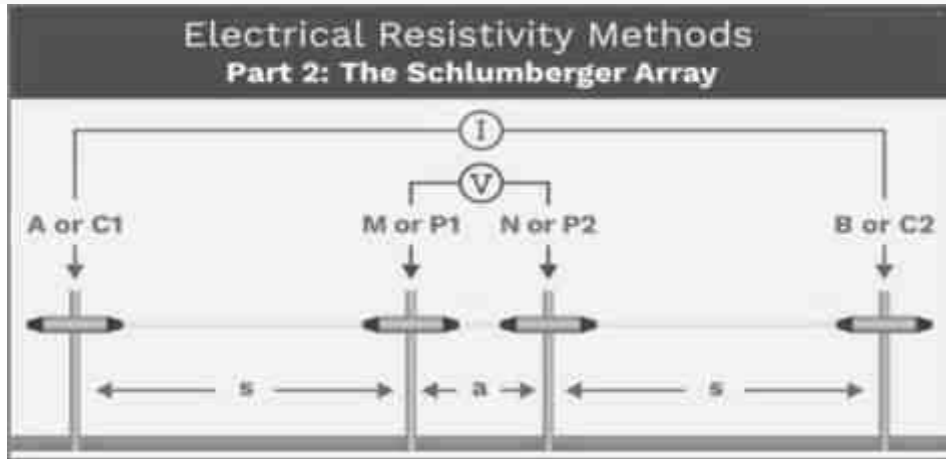 Electrical Resistivity Methods
Part 2: The Schlumberger Array
I
V
A or C1 M or P1 N or P2 B or C2
s a s